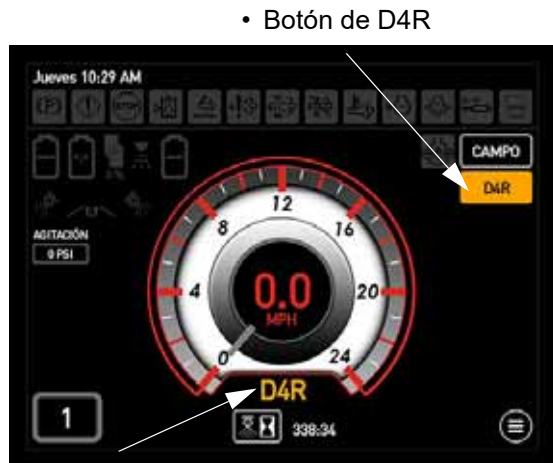 • Botón de D4R
Jueves 10:29 AM
(P)
STOP
CAMPO
D4R
AGITACIÓN
0 PSI
12
8
16
4
20
0
24
0.0
MPH
D4R
1
338:34